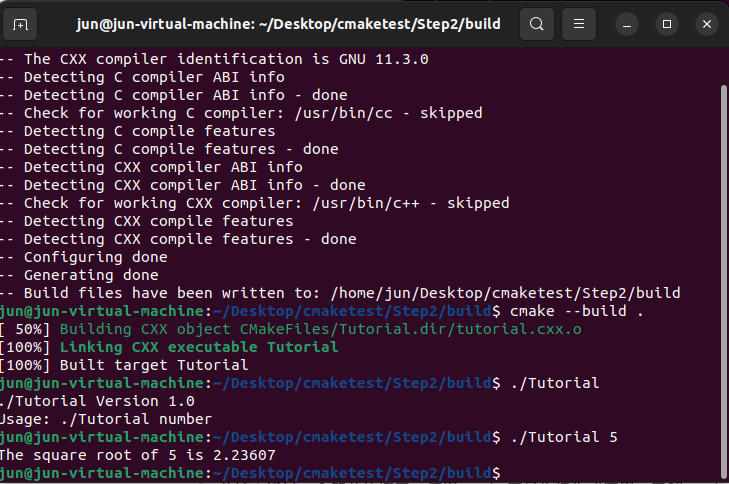 jun@jun-virtual-machine: ~/Desktop/cmaketest/Step2/build
-- The CXX compiler identification is GNU 11.3.0
-- Detecting C compiler ABI info
-- Detecting C compiler ABI info - done
-- Check for working C compiler: /usr/bin/cc - skipped
-- Detecting C compile features
-- Detecting C compile features - done
-- Detecting CXX compiler ABI info
-- Detecting CXX compiler ABI info - done
-- Check for working CXX compiler: /usr/bin/c++ - skipped
-- Detecting CXX compile features
-- Detecting CXX compile features - done
-- Configuring done
-- Generating done
-- Build files have been written to: /home/jun/Desktop/cmaketest/Step2/build
jun@jun-virtual-machine:~/Desktop/cmaketest/Step2/build$ cmake --build .
[ 50%] Building CXX object CMakeFiles/Tutorial.dir/tutorial.cxx.o
[100%] Linking CXX executable Tutorial
[100%] Built target Tutorial
jun@jun-virtual-machine:~/Desktop/cmaketest/Step2/build$ ./Tutorial
./Tutorial Version 1.0
Usage: ./Tutorial number
jun@jun-virtual-machine:~/Desktop/cmaketest/Step2/build$ ./Tutorial 5
The square root of 5 is 2.23607
jun@jun-virtual-machine:~/Desktop/cmaketest/Step2/build$